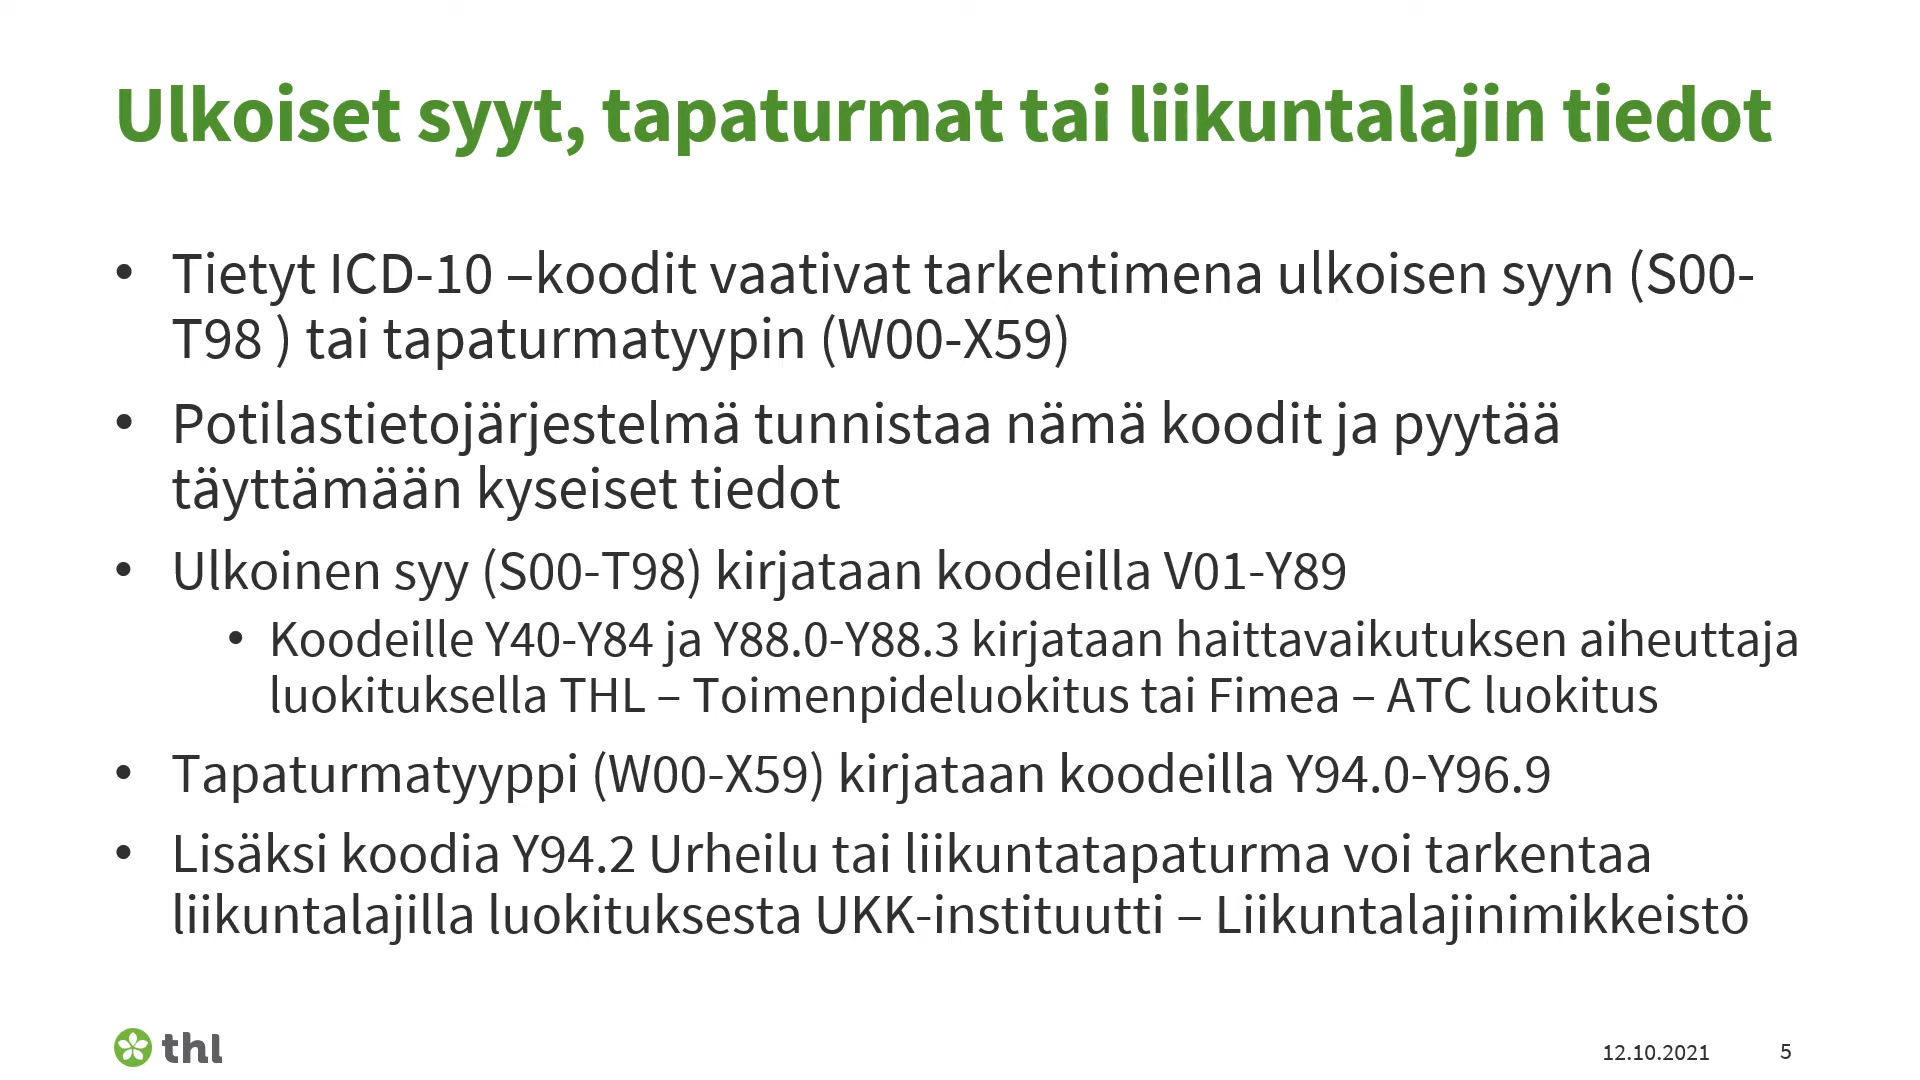 Ulkoiset syyt, tapaturmat tai liikuntalajin tiedot
• Tietyt ICD-10 –koodit vaativat tarkentimena ulkoisen syyn (S00-
T98 ) tai tapaturmatyypin (W00-X59)
• Potilastietojärjestelmä tunnistaa nämä koodit ja pyytää
täyttämään kyseiset tiedot
• Ulkoinen syy (S00-T98) kirjataan koodeilla V01-Y89
• Koodeille Y40-Y84 ja Y88.0-Y88.3 kirjataan haittavaikutuksen aiheuttaja
luokituksella THL – Toimenpideluokitus tai Fimea – ATC luokitus
• Tapaturmatyyppi (W00-X59) kirjataan koodeilla Y94.0-Y96.9
• Lisäksi koodia Y94.2 Urheilu tai liikuntatapaturma voi tarkentaa
liikuntalajilla luokituksesta UKK-instituutti – Liikuntalajinimikkeistö
thl
12.10.2021
5